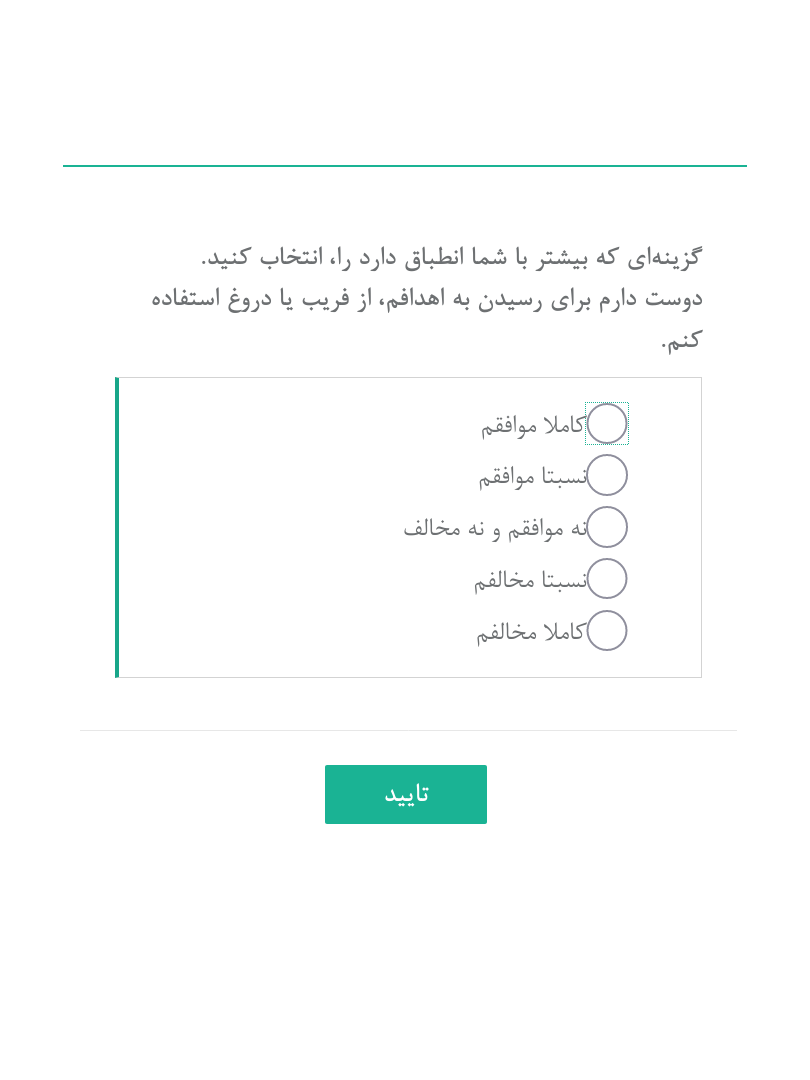 گزینه‌ای که بیشتر با شما انطباق دارد را، انتخاب کنید.
دوست دارم برای رسیدن به اهدافم، از فریب یا دروغ استفاده
کنم.
کاملا موافقم
نسبتا موافقم
نه موافقم و نه مخالف
نسبتا مخالفم
کاملا مخالفم
تایید